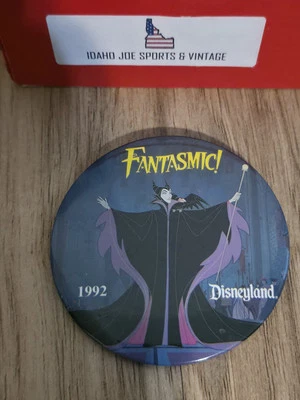 IDAHO JOE SPORTS & VINTAGE
FANTASMIC!
1992
Disneyland